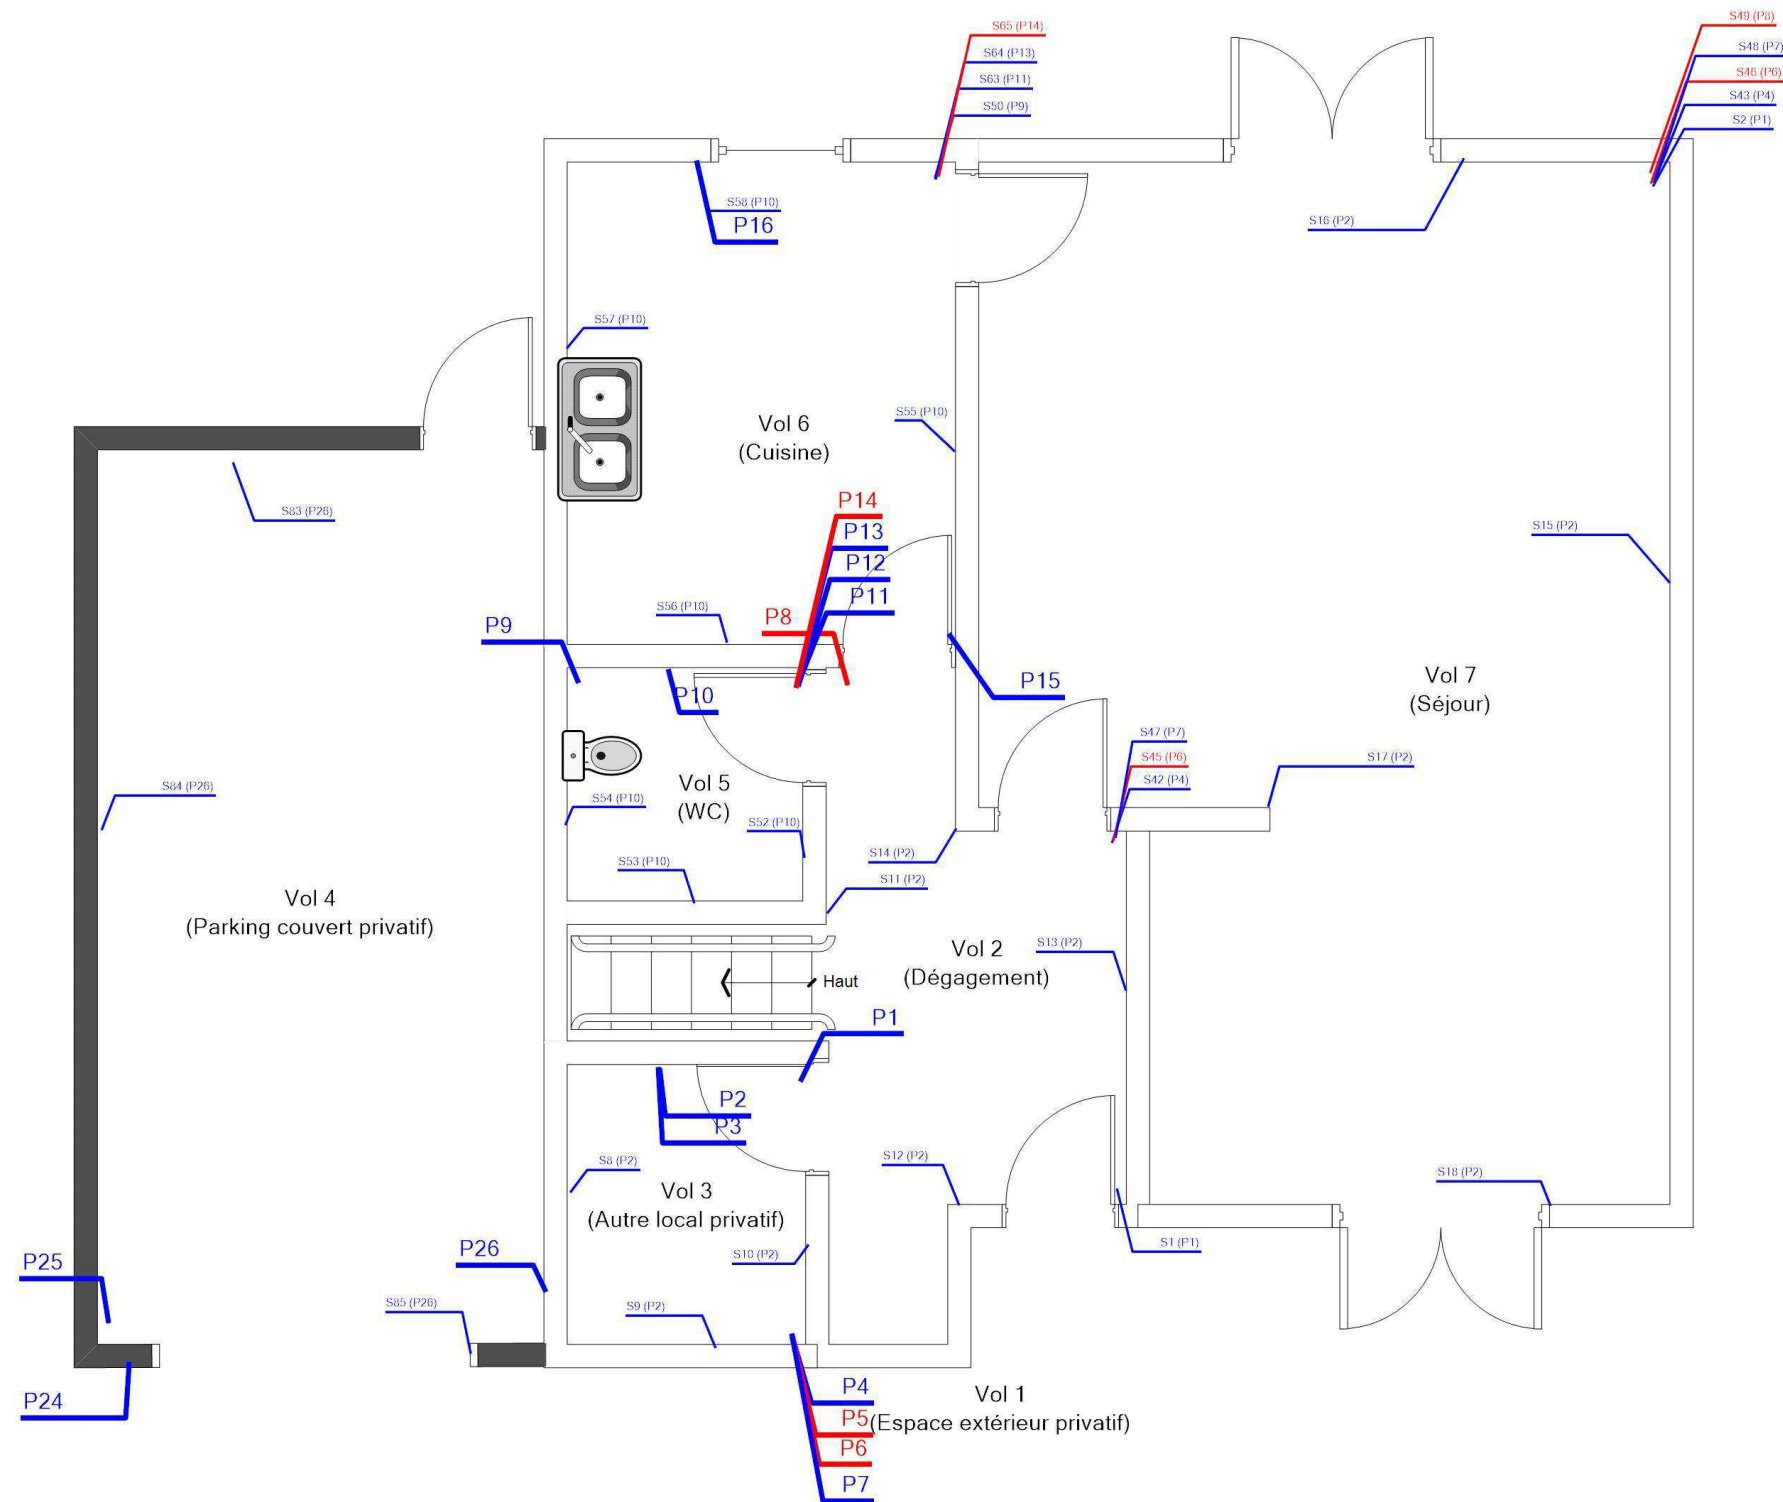 S65 (P14)
S64 (P13)
S63 (P11)
S50 (P9)
S49 (P8)
S48 (P7)
S46 (P6)
S43 (P4)
S2 (P1)
S58 (P10)
P16
S16 (P2)
S57 (P10)
Vol 6
(Cuisine)
S55 (P10)
S83 (P26)
P14
P13
P12
P11
P8
S15 (P2)
S56 (P10)
P9
P10
P15
Vol 7
(Séjour)
S47 (P7)
S45 (P6)
S42 (P4)
S17 (P2)
S84 (P26)
Vol 5
(WC)
S54 (P10)
S52 (P10)
S53 (P10)
S14 (P2)
S11 (P2)
Vol 4
(Parking couvert privatif)
Vol 2
(Dégagement)
S13 (P2)
Haut
P1
P2
P3
S8 (P2)
S12 (P2)
S18 (P2)
Vol 3
(Autre local privatif)
S10 (P2)
S1 (P1)
P25
P26
S85 (P26)
S9 (P2)
P24
P4
P5
P6
P7
Vol 1
(Espace extérieur privatif)